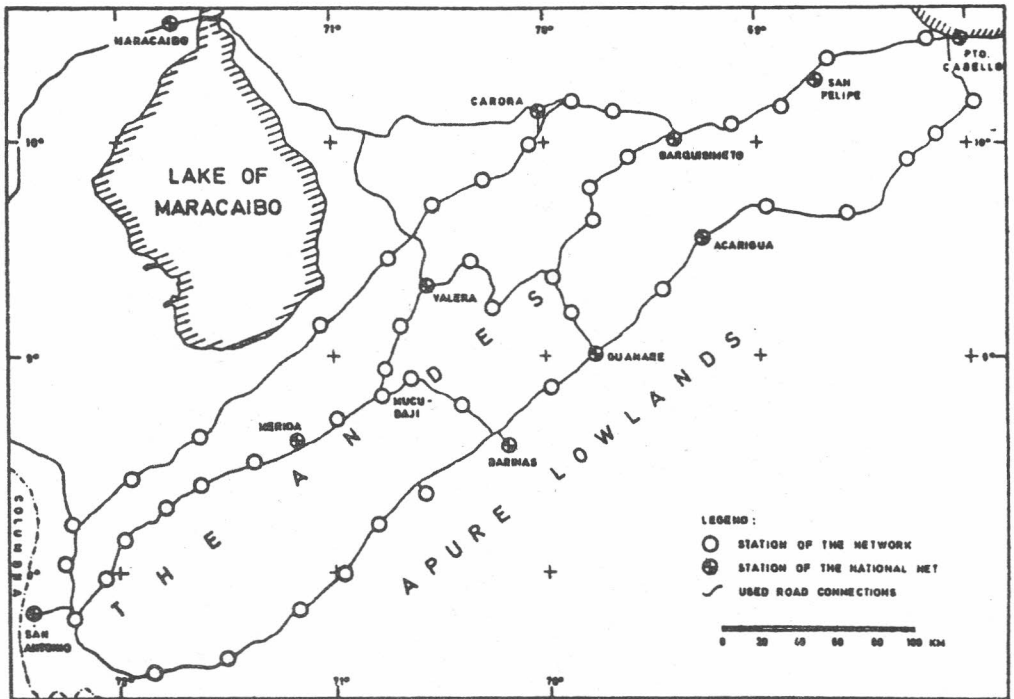 71° 70° 69°
MARACAIBO
PTO.
CABELLO
SAN
FELIPE
CARORA
10° 10°
BARQUISIMETO
LAKE OF
MARACAIBO
ACARIGUA
VALERA
GUANARE
9° 9°
MUCU-
BAJI
MERIDA
BARINAS
THE ANDES
APURE LOWLANDS
COLUMBIA
SAN
ANTONIO
LEGEND:
STATION OF THE NETWORK
STATION OF THE NATIONAL NET
USED ROAD CONNECTIONS
0 20 40 60 80 100 KM
72° 71° 70°